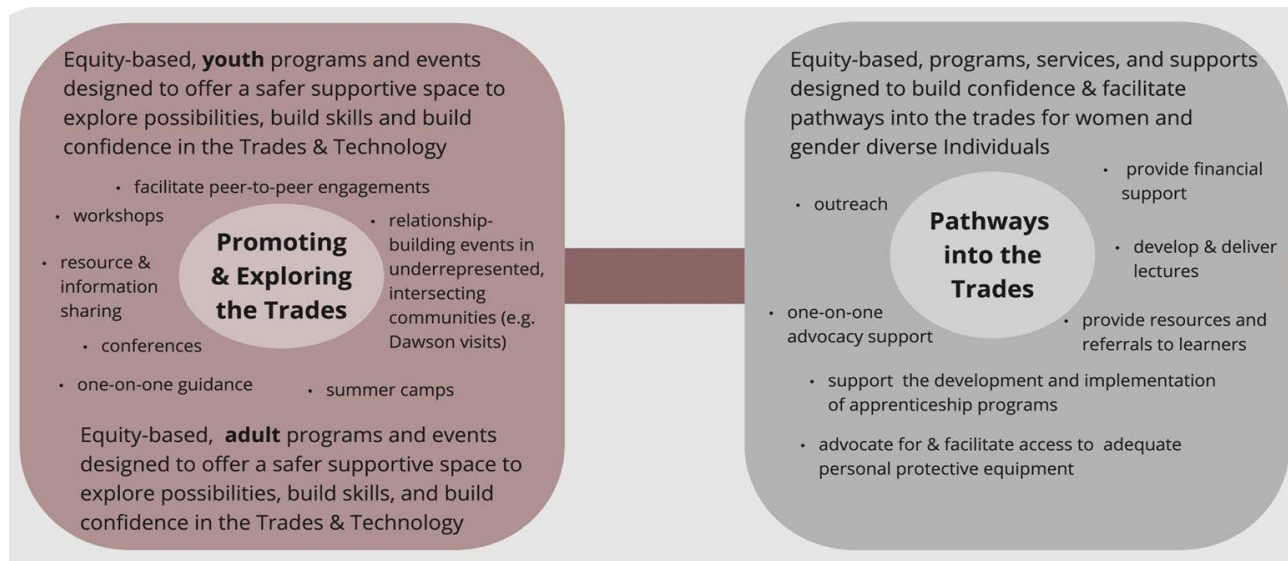 Equity-based, youth programs and events
designed to offer a safer supportive space to
explore possibilities, build skills and build
confidence in the Trades & Technology
• facilitate peer-to-peer engagements
• workshops
• resource &
information
sharing
• conferences
• one-on-one guidance
Promoting
& Exploring
the Trades
• relationship-
building events in
underrepresented,
intersecting
communities (e.g.
Dawson visits)
• summer camps
Equity-based, adult programs and events
designed to offer a safer supportive space to
explore possibilities, build skills, and build
confidence in the Trades & Technology
Equity-based, programs, services, and supports
designed to build confidence & facilitate
pathways into the trades for women and
gender diverse Individuals
• outreach
• one-on-one
advocacy support
Pathways
into the
Trades
• provide financial
support
• develop & deliver
lectures
• provide resources and
referrals to learners
• support the development and implementation
of apprenticeship programs
• advocate for & facilitate access to adequate
personal protective equipment